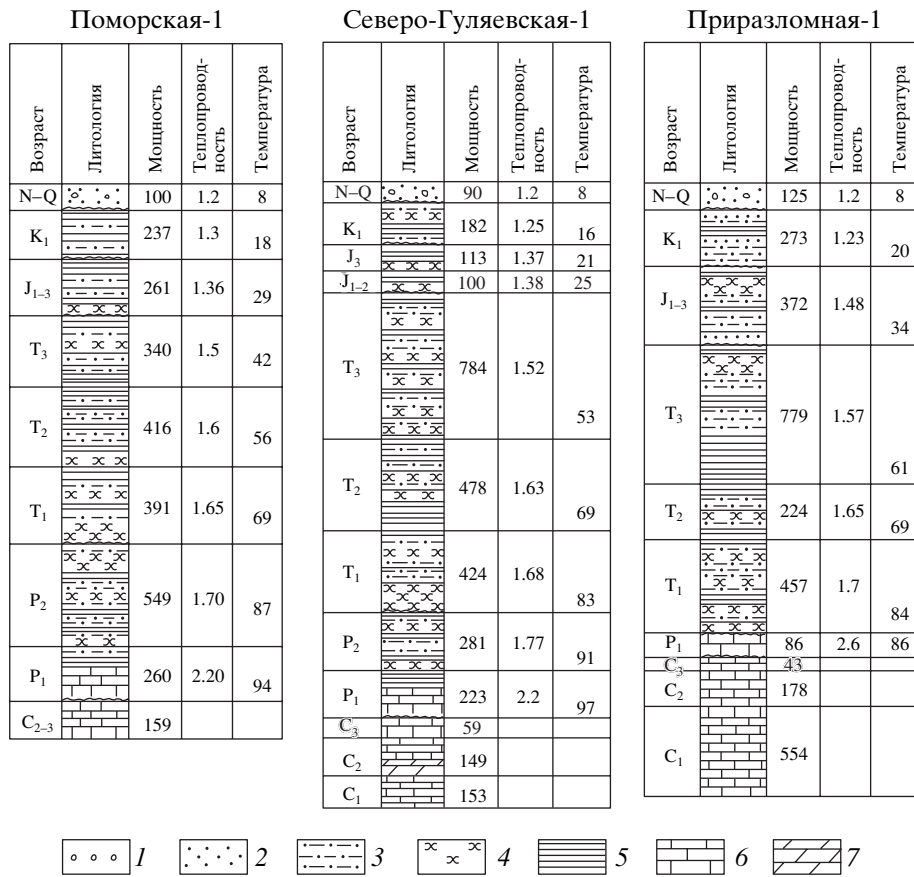 Поморская-1
Возраст Литология Мощность Теплопровод-ность Температура
N–Q 100 1.2 8
K₁ 237 1.3 18
J₁₋₃ 261 1.36 29
T₃ 340 1.5 42
T₂ 416 1.6 56
T₁ 391 1.65 69
P₂ 549 1.70 87
P₁ 260 2.20 94
C₂₋₃ 159
Северо-Гуляевская-1
Возраст Литология Мощность Теплопровод-ность Температура
N–Q 90 1.2 8
K₁ 182 1.25 16
J₃ 113 1.37 21
J₁₋₂ 100 1.38 25
T₃ 784 1.52 53
T₂ 478 1.63 69
T₁ 424 1.68 83
P₂ 281 1.77 91
P₁ 223 2.2 97
C₃ 59
C₂ 149
C₁ 153
Приразломная-1
Возраст Литология Мощность Теплопровод-ность Температура
N–Q 125 1.2 8
K₁ 273 1.23 20
J₁₋₃ 372 1.48 34
T₃ 779 1.57 61
T₂ 224 1.65 69
T₁ 457 1.7 84
P₁ 86 2.6 86
C₃ 43
C₂ 178
C₁ 554
1 2 3 4 5 6 7